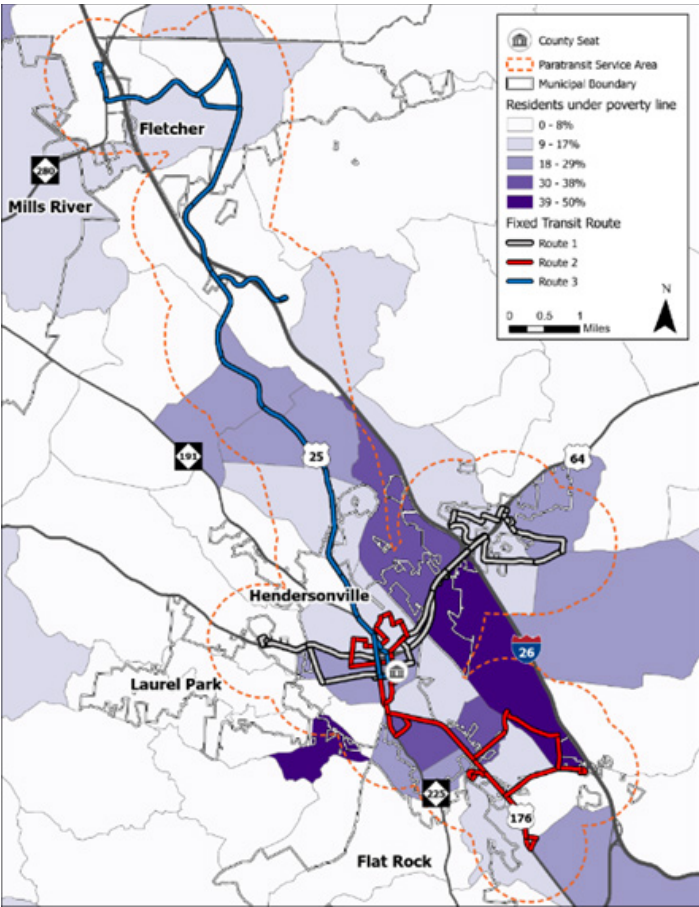 County Seat
Paratransit Service Area
Municipal Boundary
Residents under poverty line
0 - 8%
9 - 17%
18 - 29%
30 - 38%
39 - 50%
Fixed Transit Route
Route 1
Route 2
Route 3
N
0 0.5 1
Miles
Fletcher
280
Mills River
191
25
64
Hendersonville
26
Laurel Park
225
176
Flat Rock